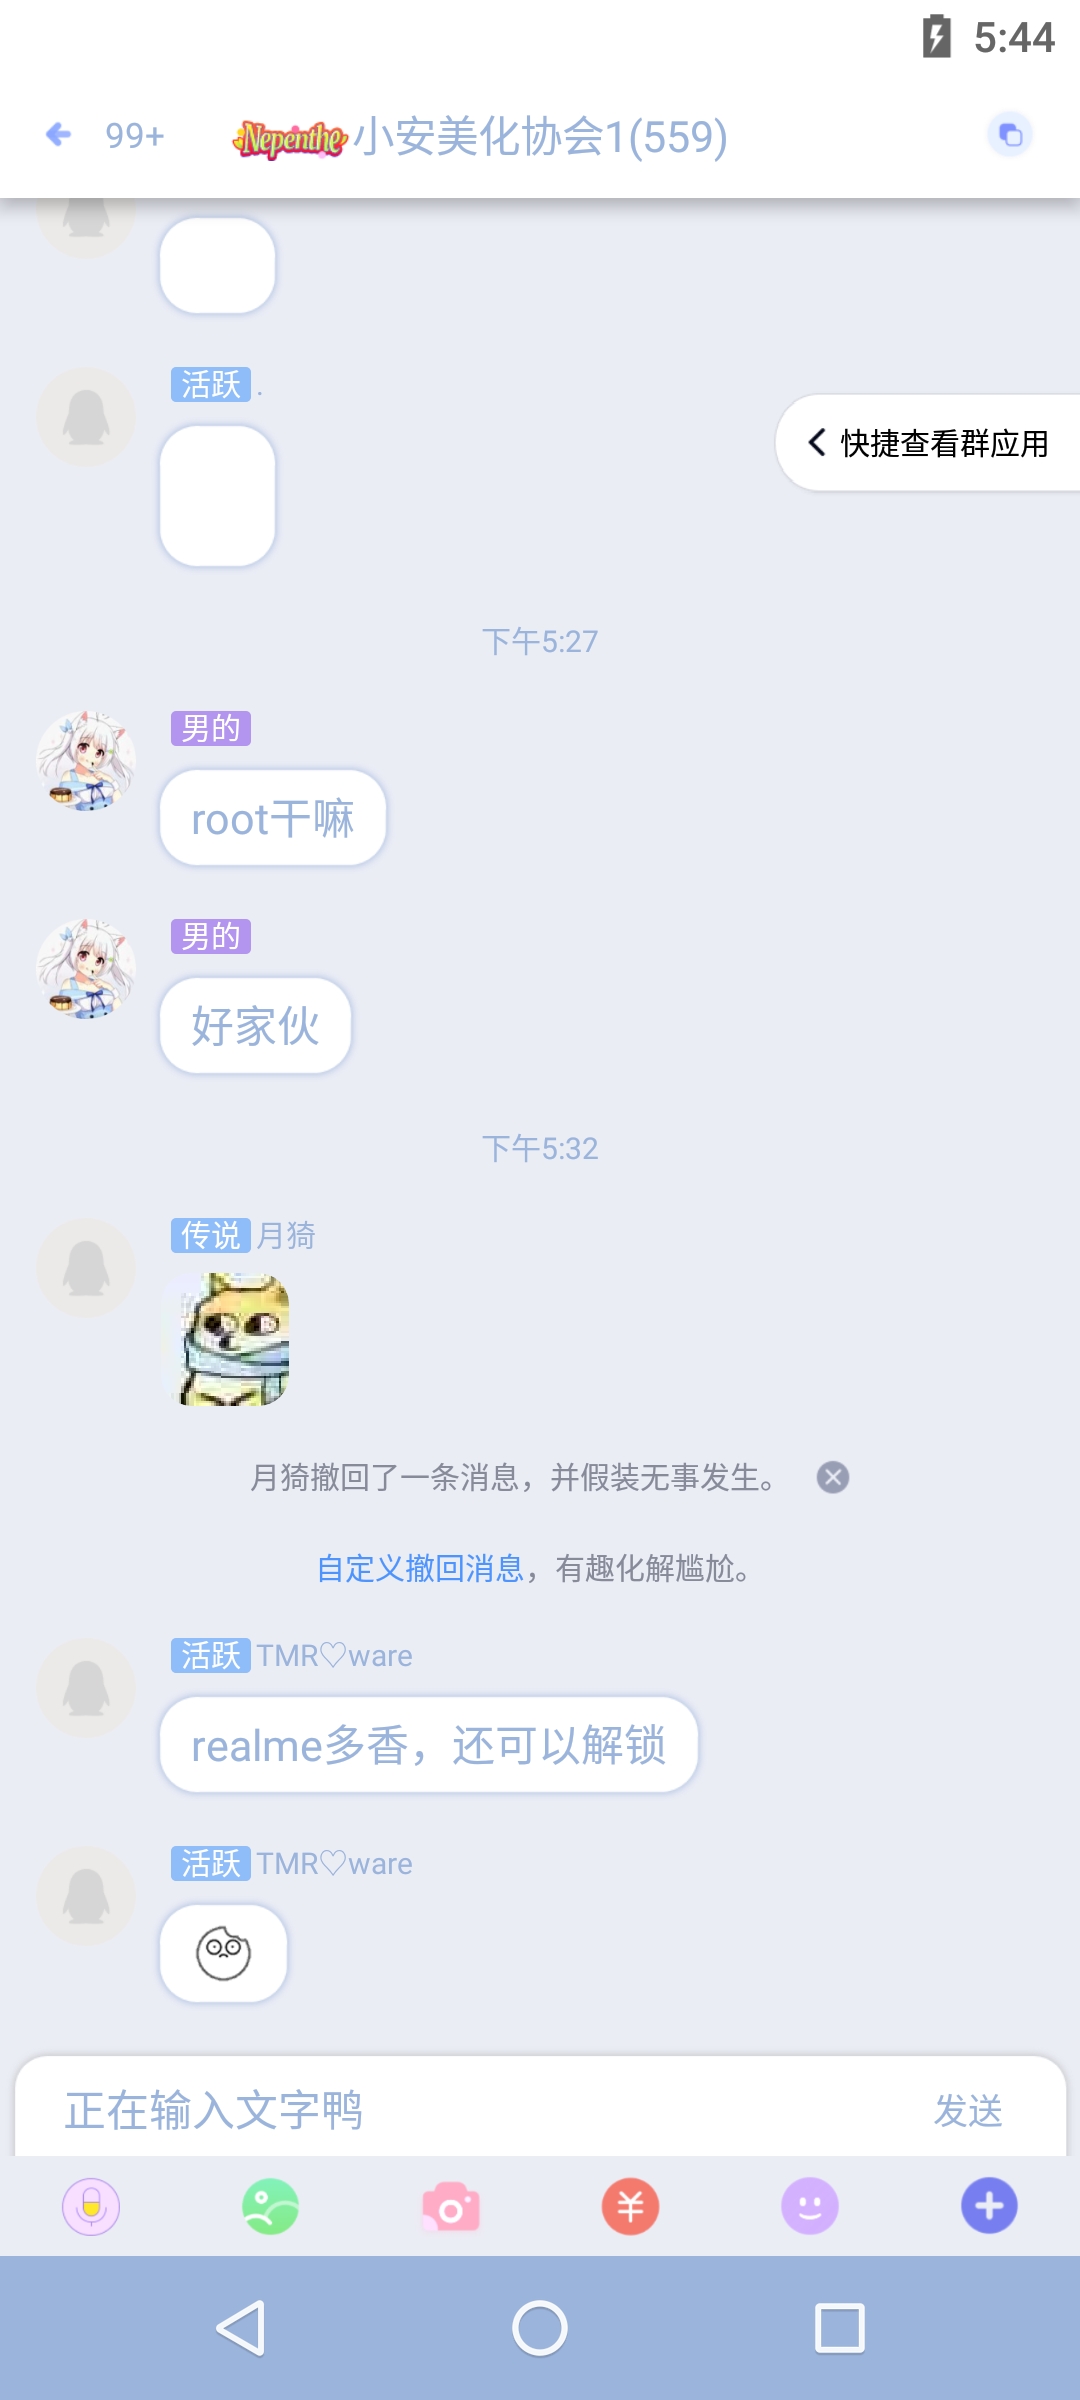 5:44
99+
Nepenthe小安美化协会1(559)
活跃 .
快捷查看群应用
下午5:27
男的
root干嘛
男的
好家伙
下午5:32
传说 月猗
月猗撤回了一条消息，并假装无事发生。
自定义撤回消息，有趣化解尴尬。
活跃 TMR♡ware
realme多香，还可以解锁
活跃 TMR♡ware
正在输入文字鸭
发送
¥